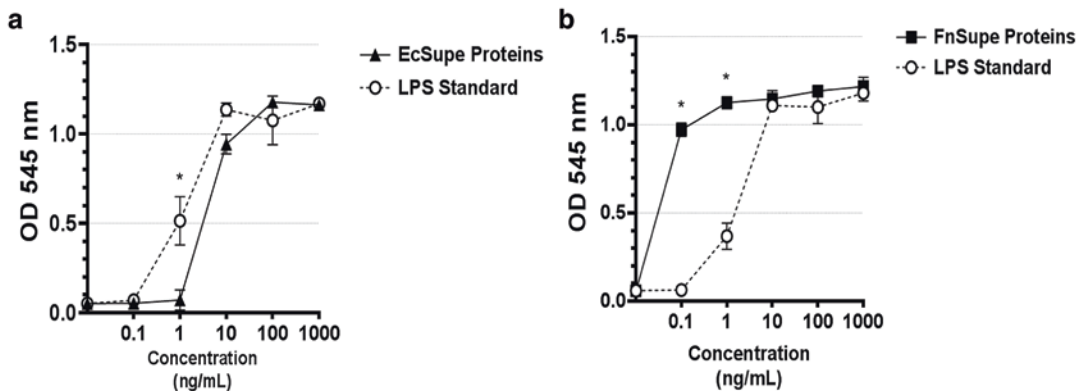 a
EcSupe Proteins
LPS Standard
OD 545 nm
1.5
1.0
0.5
0.0
*
0.1 1 10 100 1000
Concentration
(ng/mL)
b
FnSupe Proteins
LPS Standard
OD 545 nm
1.5
1.0
0.5
0.0
* *
0.1 1 10 100 1000
Concentration
(ng/mL)